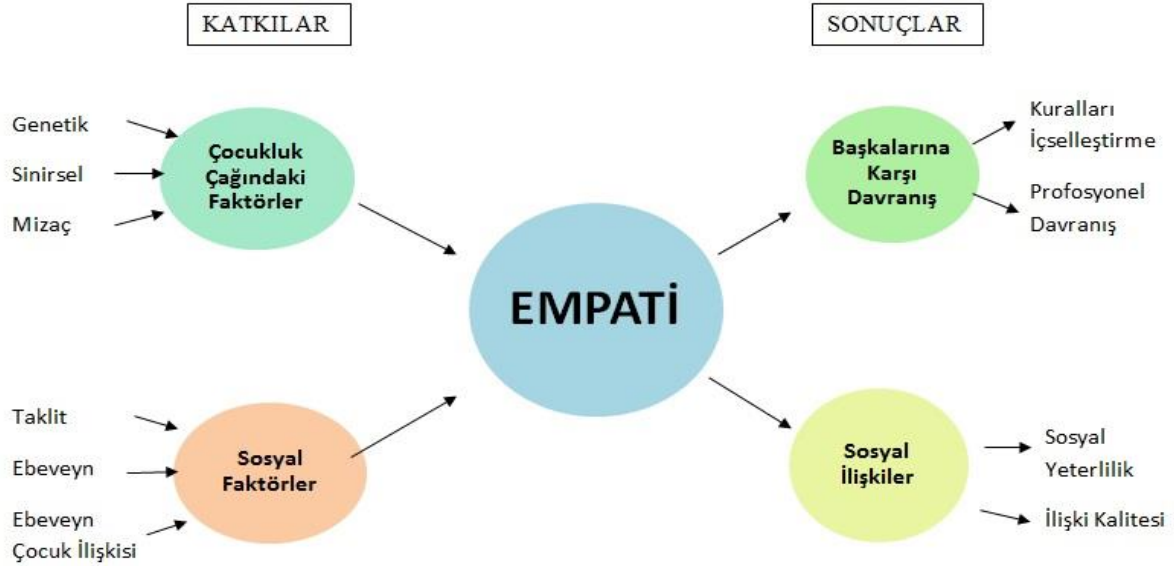 KATKILAR
SONUÇLAR
Genetik
Sinirsel
Mizaç
Çocukluk
Çağındaki
Faktörler
Başkalarına
Karşı
Davranış
Kuralları
İçselleştirme
Profosyonel
Davranış
EMPATİ
Taklit
Ebeveyn
Ebeveyn
Çocuk İlişkisi
Sosyal
Faktörler
Sosyal
İlişkiler
Sosyal
Yeterlilik
İlişki Kalitesi